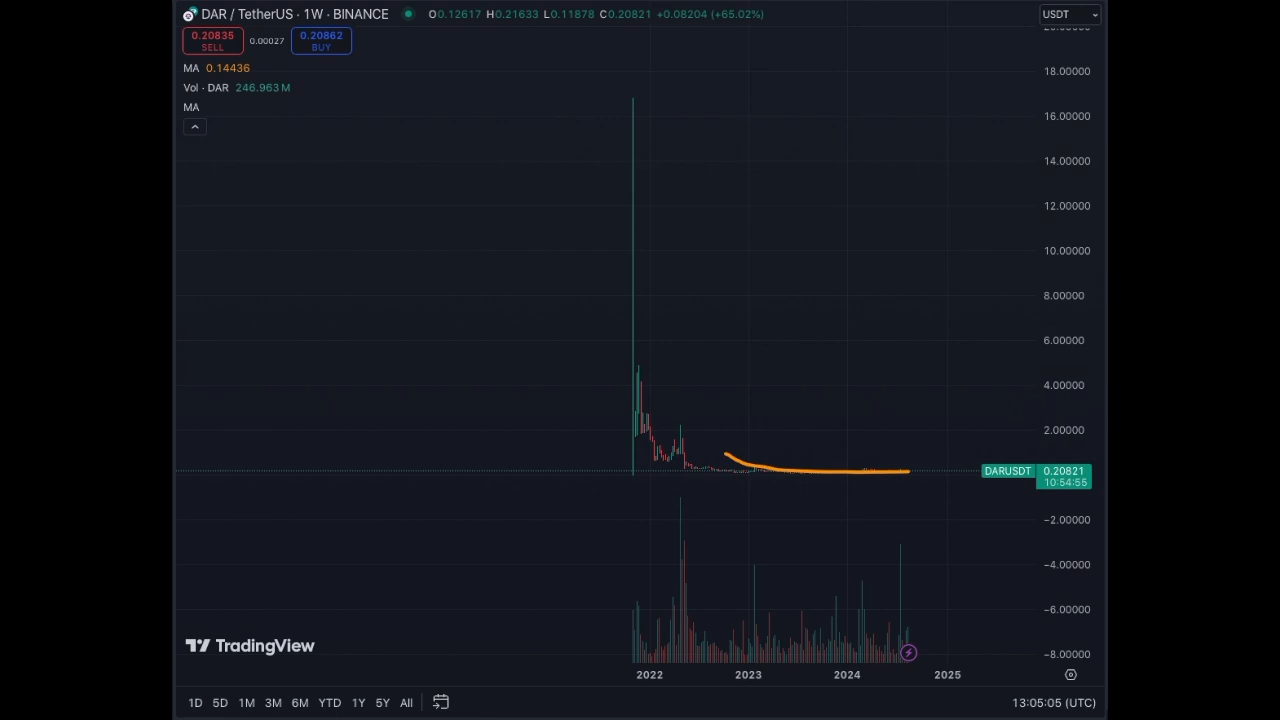 DAR / TetherUS · 1W · BINANCE O0.12617 H0.21633 L0.11878 C0.20821 +0.08204 (+65.02%)
USDT
0.20835 SELL
0.00027
0.20862 BUY
MA 0.14436
Vol · DAR 246.963 M
MA
18.00000
16.00000
14.00000
12.00000
10.00000
8.00000
6.00000
4.00000
2.00000
DARUSDT 0.20821
10:54:55
−2.00000
−4.00000
−6.00000
−8.00000
TradingView
2022 2023 2024 2025
1D 5D 1M 3M 6M YTD 1Y 5Y All
13:05:05 (UTC)